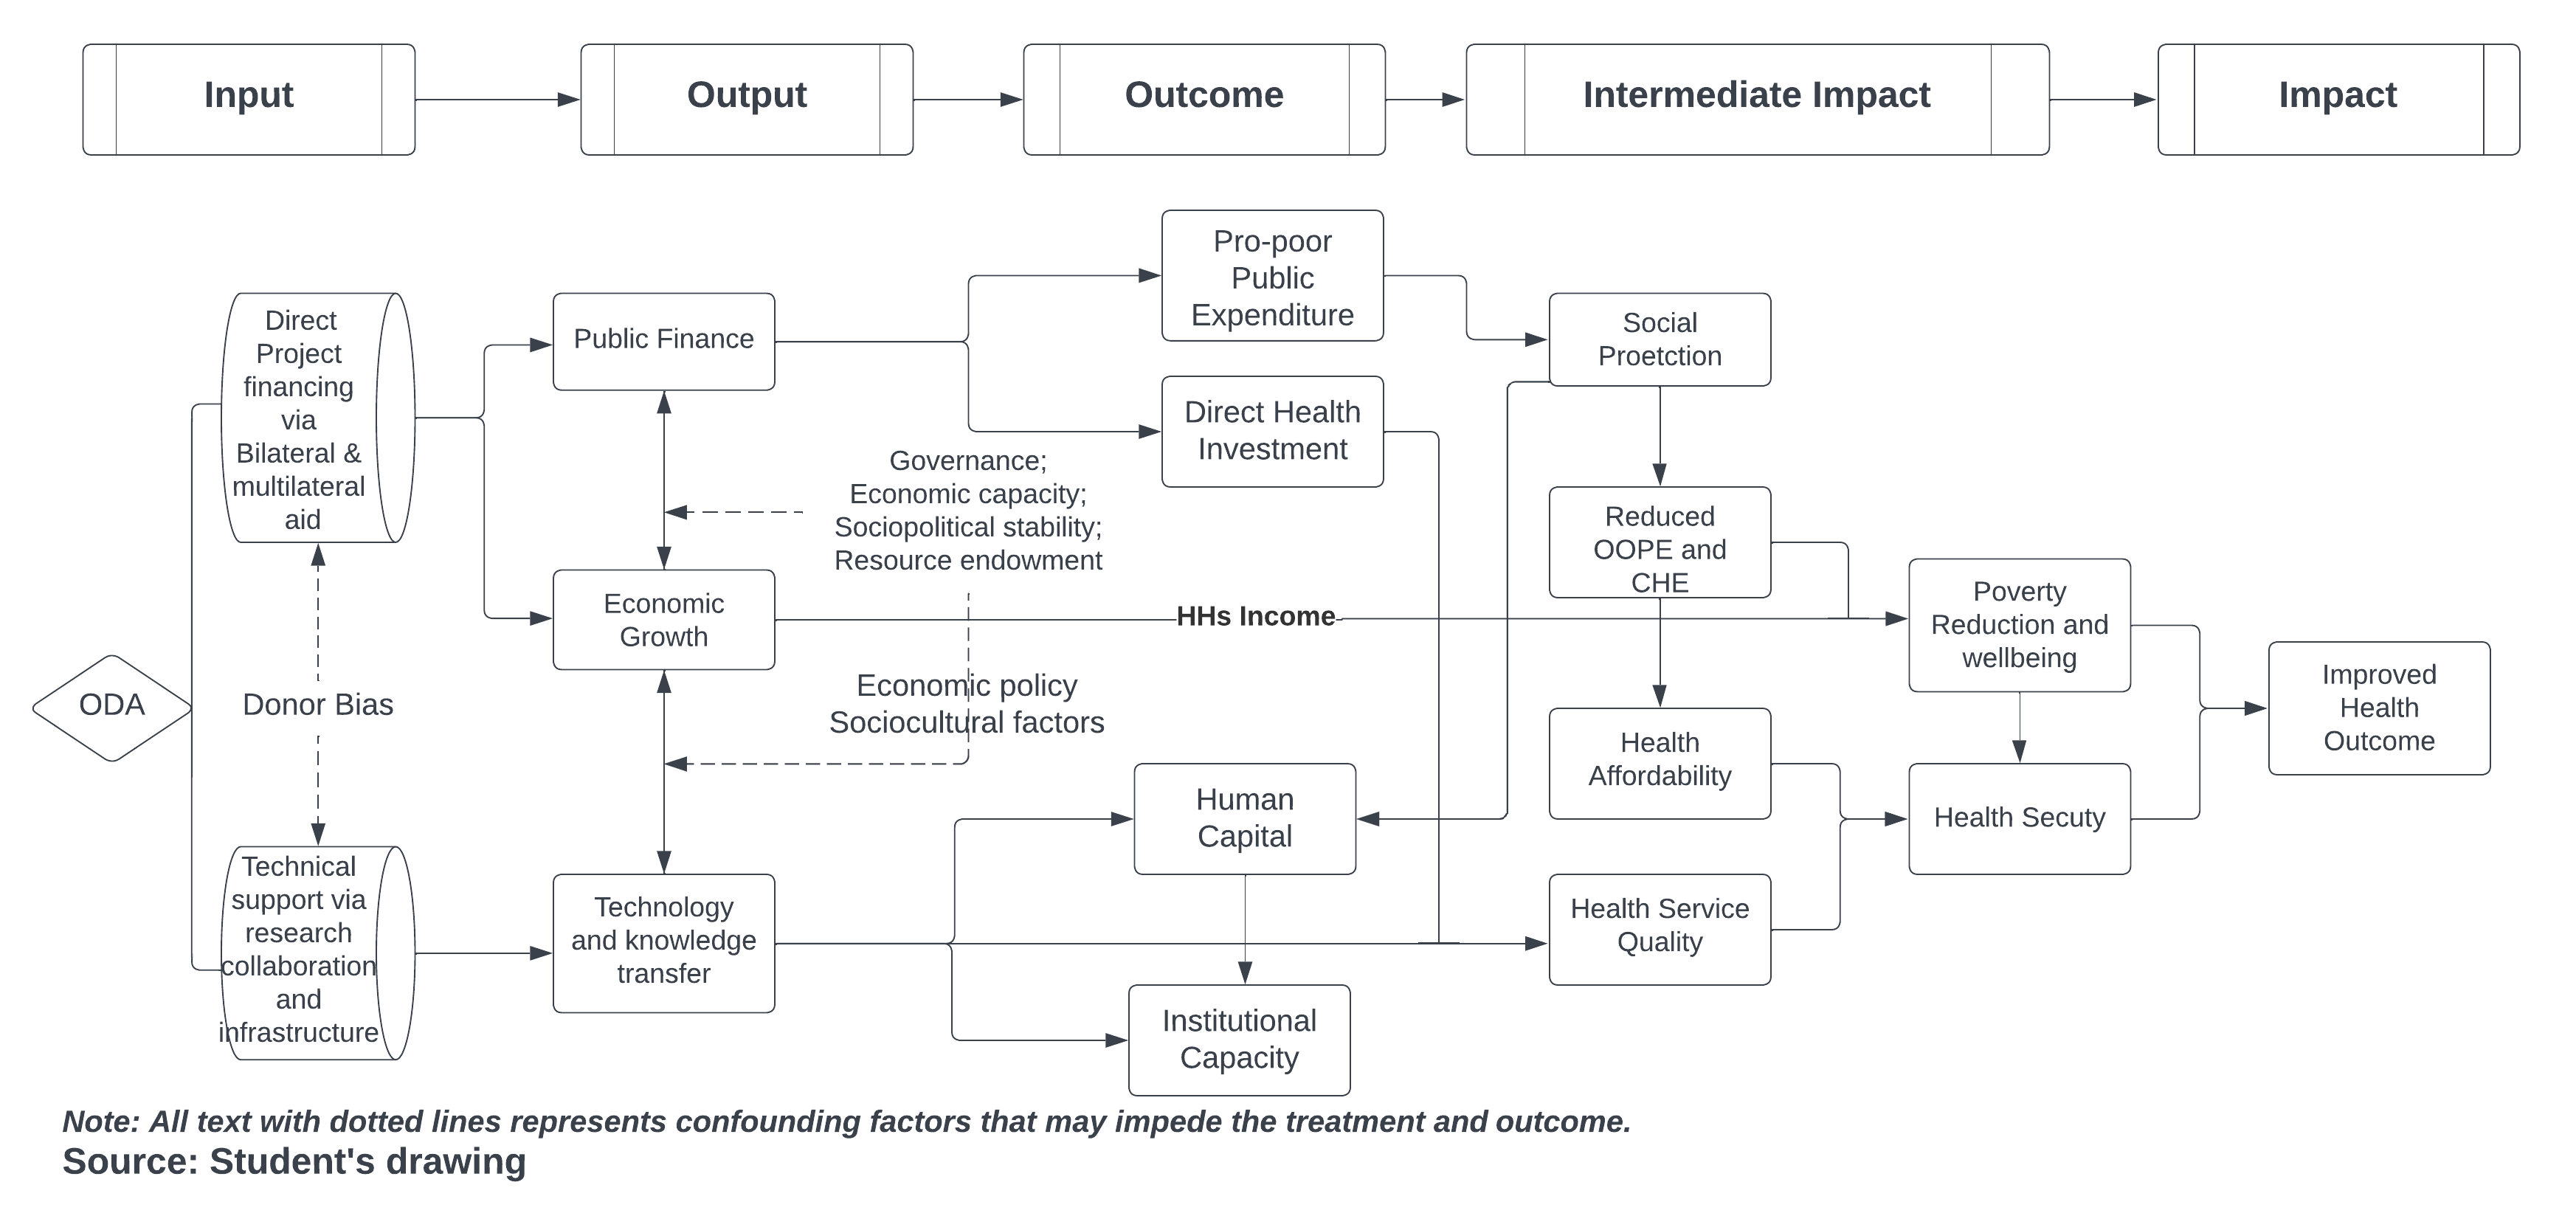 Input
Output
Outcome
Intermediate Impact
Impact
Direct
Project
financing
via
Bilateral &
multilateral
aid
Public Finance
Pro-poor
Public
Expenditure
Social
Proetction
Direct Health
Investment
Governance;
Economic capacity;
Sociopolitical stability;
Resource endowment
Reduced
OOPE and
CHE
Economic
Growth
HHs Income
Poverty
Reduction and
wellbeing
ODA
Donor Bias
Economic policy
Sociocultural factors
Health
Affordability
Improved
Health
Outcome
Human
Capital
Health Secuty
Technical
support via
research
collaboration
and
infrastructure
Technology
and knowledge
transfer
Health Service
Quality
Institutional
Capacity
Note: All text with dotted lines represents confounding factors that may impede the treatment and outcome.
Source: Student's drawing